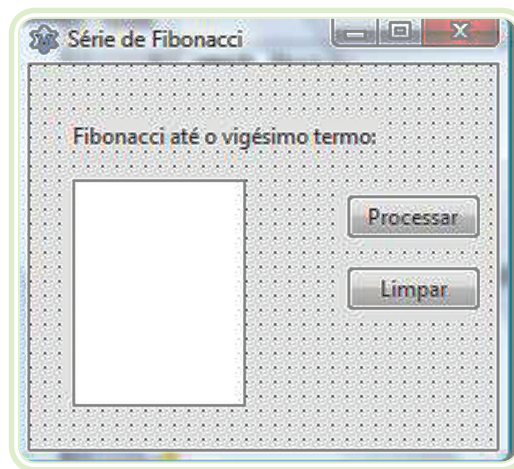 Série de Fibonacci
Fibonacci até o vigésimo termo:
Processar
Limpar